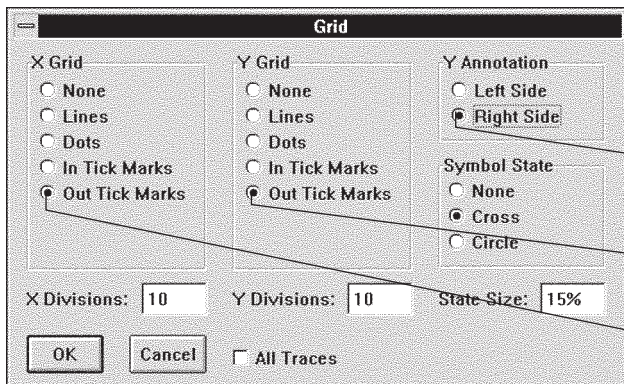 Grid
X Grid
None
Lines
Dots
In Tick Marks
Out Tick Marks
Y Grid
None
Lines
Dots
In Tick Marks
Out Tick Marks
Y Annotation
Left Side
Right Side
Symbol State
None
Cross
Circle
X Divisions: 10
Y Divisions: 10
State Size: 15%
OK
Cancel
All Traces